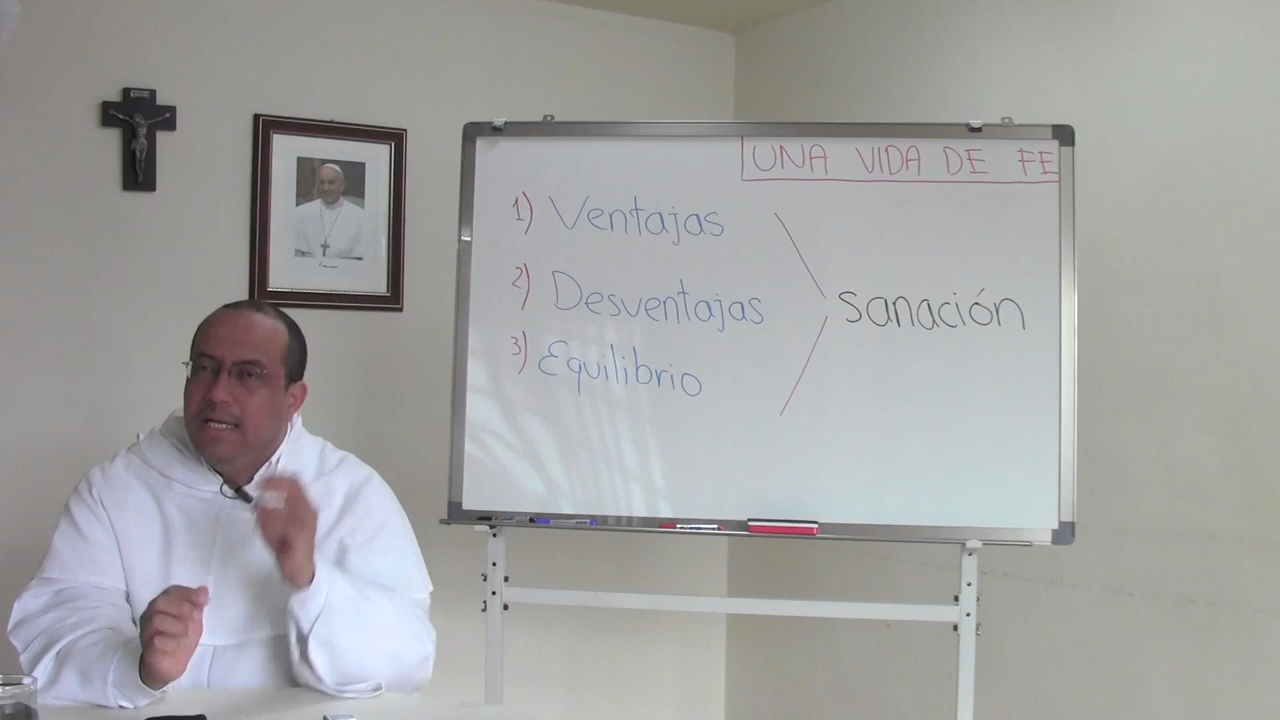 UNA VIDA DE FE
1) Ventajas
2) Desventajas
sanación
3) Equilibrio